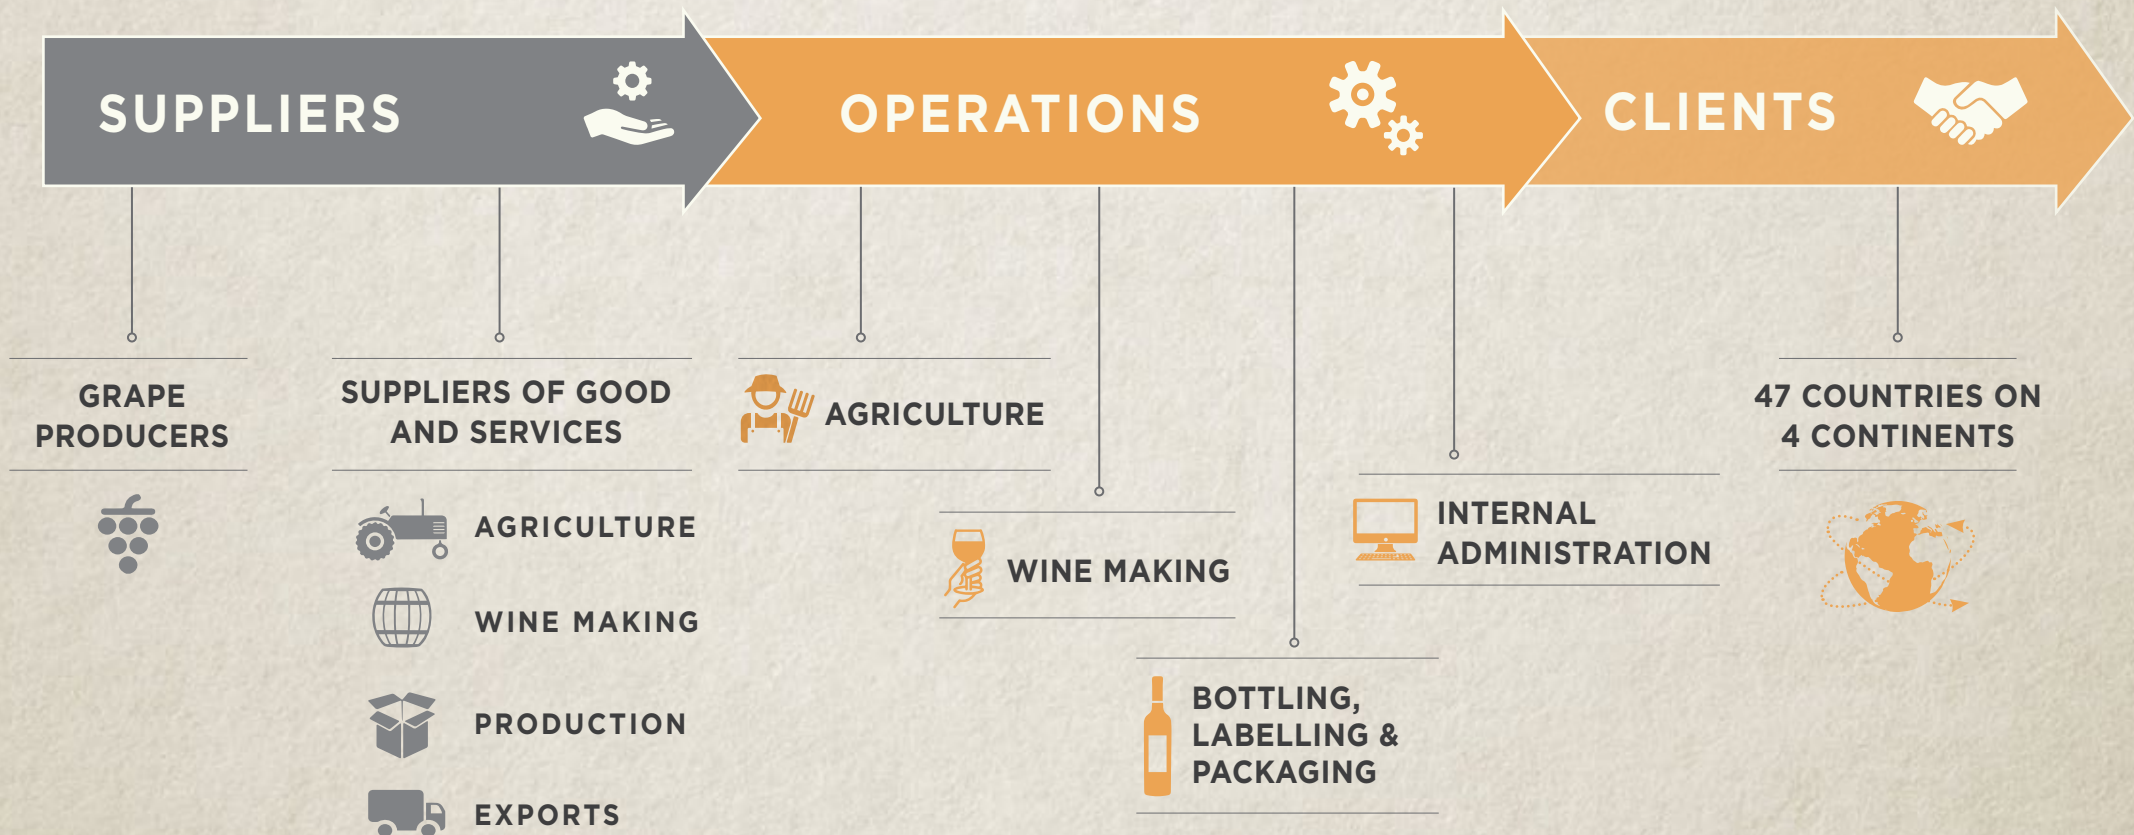 SUPPLIERS
OPERATIONS
CLIENTS
GRAPE
PRODUCERS
SUPPLIERS OF GOOD
AND SERVICES
AGRICULTURE
WINE MAKING
PRODUCTION
EXPORTS
AGRICULTURE
WINE MAKING
BOTTLING,
LABELLING &
PACKAGING
INTERNAL
ADMINISTRATION
47 COUNTRIES ON
4 CONTINENTS